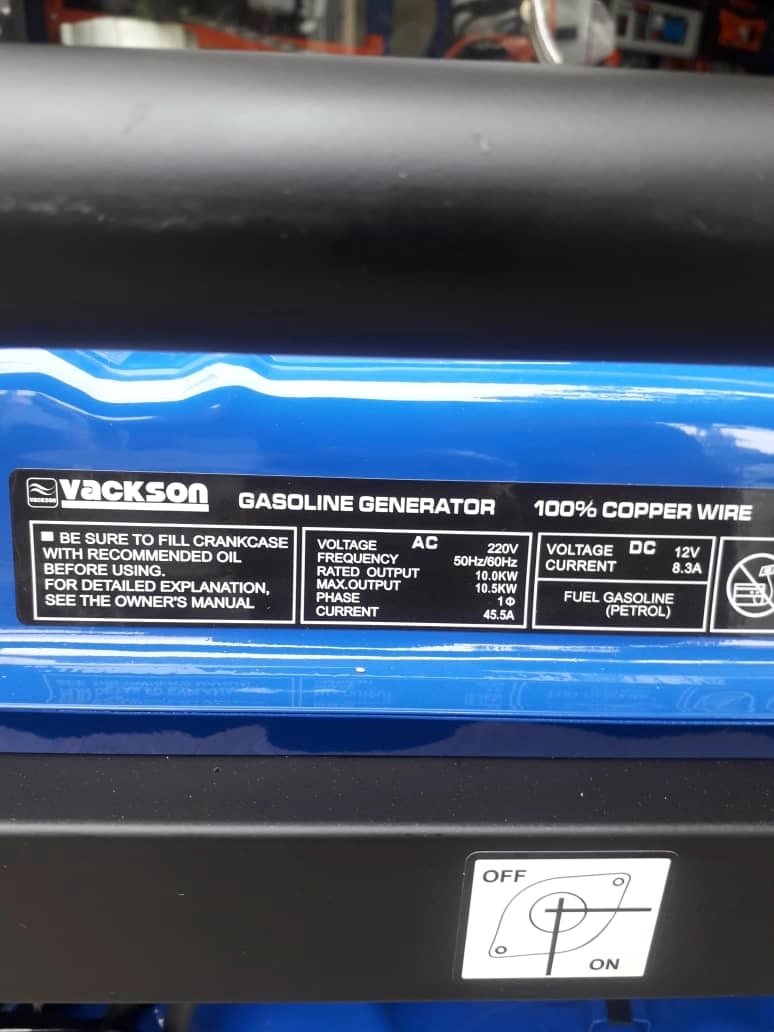 VACKSON
VACKSON GASOLINE GENERATOR 100% COPPER WIRE
BE SURE TO FILL CRANKCASE
WITH RECOMMENDED OIL
BEFORE USING.
FOR DETAILED EXPLANATION,
SEE THE OWNER'S MANUAL
AC
VOLTAGE 220V
FREQUENCY 50Hz/60Hz
RATED OUTPUT 10.0KW
MAX.OUTPUT 10.5KW
PHASE 1Φ
CURRENT 45.5A
VOLTAGE DC 12V
CURRENT 8.3A
FUEL GASOLINE
(PETROL)
OFF
ON